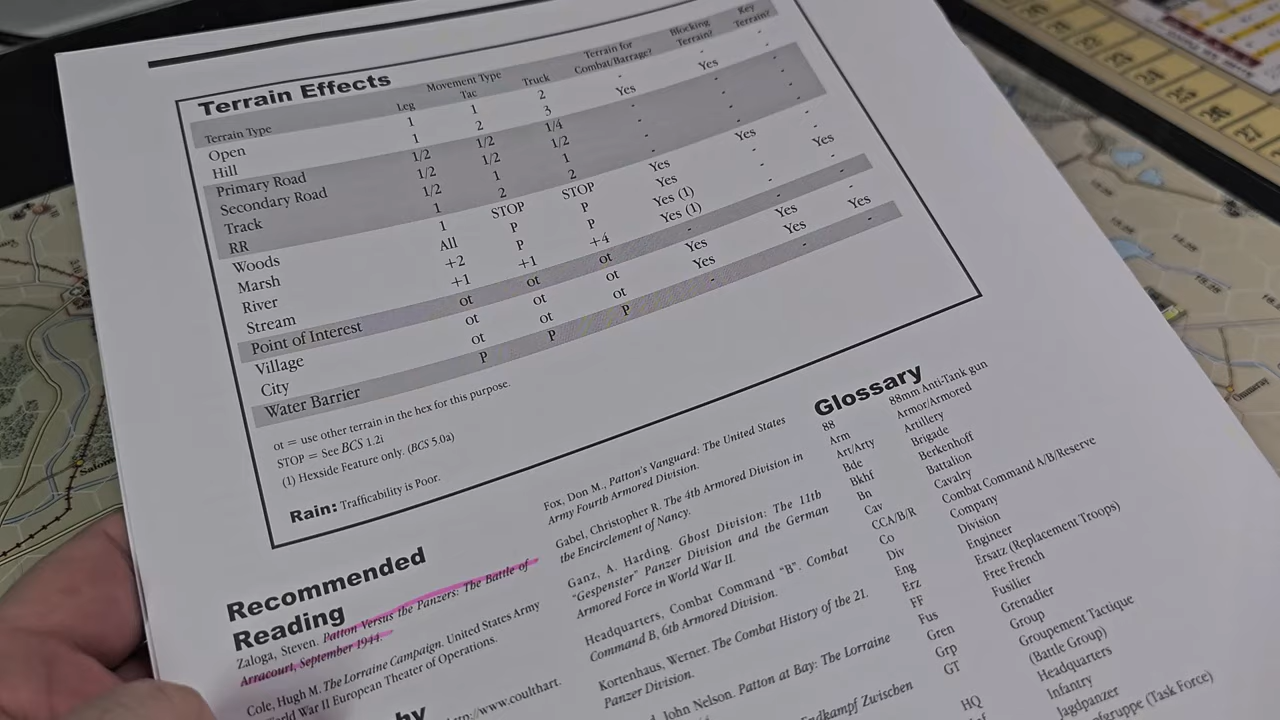 Terrain Effects
Terrain Type Leg Movement Type Tac Truck Terrain for Combat/Barrage? Blocking Terrain? Key Terrain?
Open 1 1 2 - - -
Hill 1 2 3 Yes Yes -
Primary Road 1/2 1/2 1/4 - - -
Secondary Road 1/2 1/2 1/2 - - -
Track 1/2 1 1 - - -
RR 1 2 2 - - -
Woods 1 STOP STOP Yes Yes -
Marsh All P P Yes - -
River +2 P P Yes (1) - Yes
Stream +1 +1 +4 Yes (1) - -
Point of Interest ot ot ot - - -
Village ot ot ot Yes Yes -
City ot ot ot Yes Yes Yes
Water Barrier P P P - - -
ot = use other terrain in the hex for this purpose.
STOP = See BCS 1.2i
(1) Hexside Feature only. (BCS 5.0a)
Rain: Trafficability is Poor.
Recommended
Reading
Zaloga, Steven. Patton Versus the Panzers: The Battle of
Arracourt, September 1944.
Cole, Hugh M. The Lorraine Campaign. United States Army
World War II European Theater of Operations.
Fox, Don M., Patton's Vanguard: The United States
Army Fourth Armored Division.
Gabel, Christopher R. The 4th Armored Division in
the Encirclement of Nancy.
Ganz, A. Harding. Ghost Division: The 11th
"Gespenster" Panzer Division and the German
Armored Force in World War II.
Headquarters, Combat Command "B". Combat
Command B, 6th Armored Division.
Kortenhaus, Werner. The Combat History of the 21.
Panzer Division.
John Nelson. Patton at Bay: The Lorraine
Endkampf Zwischen
Glossary
88 88mm Anti-Tank gun
Arm Armor/Armored
Art/Arty Artillery
Bde Brigade
Bkhf Berkenhoff
Bn Battalion
Cav Cavalry
CCA/B/R Combat Command A/B/Reserve
Co Company
Div Division
Eng Engineer
Erz Ersatz (Replacement Troops)
FF Free French
Fus Fusilier
Gren Grenadier
Grp Group
GT Groupement Tactique
(Battle Group)
HQ Headquarters
Infantry
Jagdpanzer
(Task Force)
25
26
27